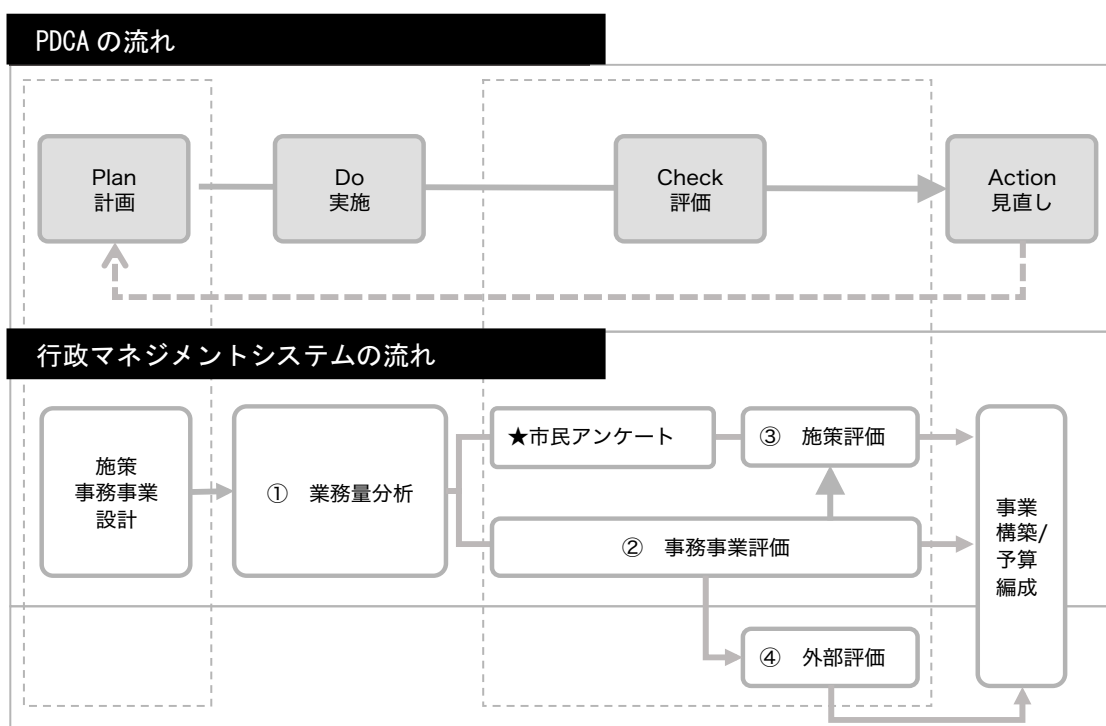 PDCA の流れ
Plan
計画
Do
実施
Check
評価
Action
見直し
行政マネジメントシステムの流れ
施策
事務事業
設計
① 業務量分析
★市民アンケート
③ 施策評価
② 事務事業評価
④ 外部評価
事業
構築/
予算
編成